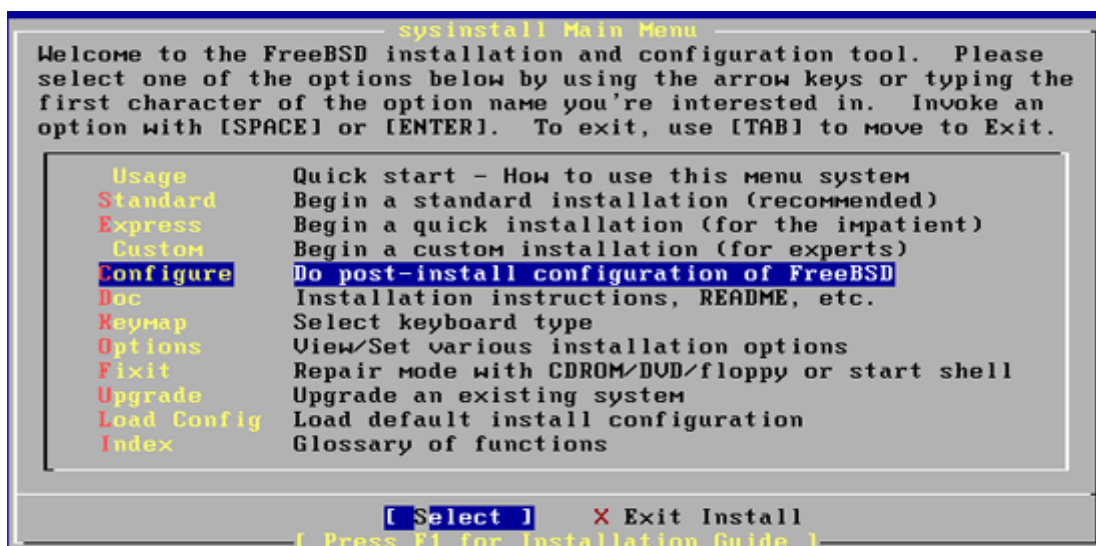 sysinstall Main Menu
Welcome to the FreeBSD installation and configuration tool. Please
select one of the options below by using the arrow keys or typing the
first character of the option name you're interested in. Invoke an
option with [SPACE] or [ENTER]. To exit, use [TAB] to move to Exit.
Usage Quick start - How to use this menu system
Standard Begin a standard installation (recommended)
Express Begin a quick installation (for the impatient)
Custom Begin a custom installation (for experts)
Configure Do post-install configuration of FreeBSD
Doc Installation instructions, README, etc.
Keymap Select keyboard type
Options View/Set various installation options
Fixit Repair mode with CDROM/DVD/floppy or start shell
Upgrade Upgrade an existing system
Load Config Load default install configuration
Index Glossary of functions
[ Select ] X Exit Install
[ Press F1 for Installation Guide ]